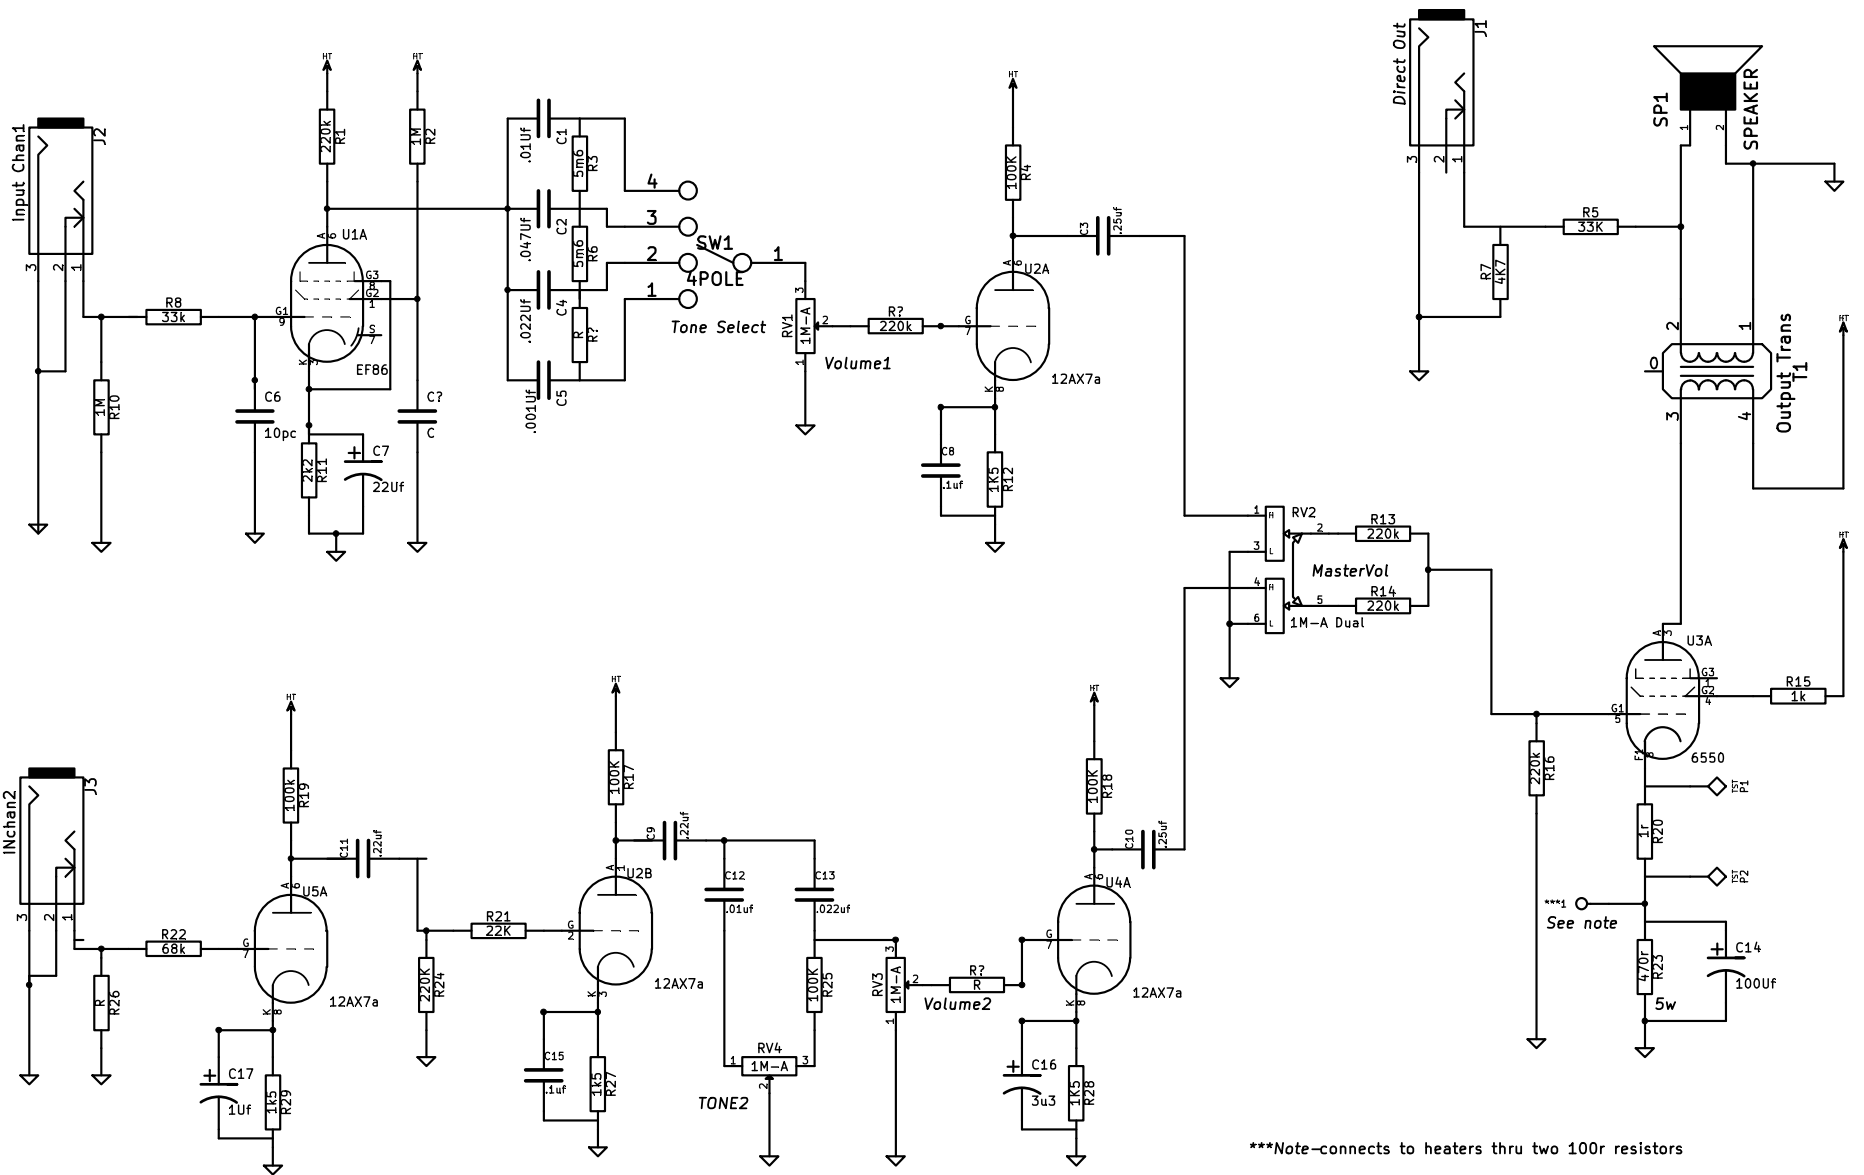 HT
HT
HT
Direct Out
J1
SP1
SPEAKER
1
2
Input Chan1
J2
3
2
1
220k
R1
1M
R2
A
6
U1A
G3
8
G2
1
G1
9
S
7
K
3
EF86
R8
33k
1M
R10
C6
10pc
2k2
R11
C7
22Uf
C?
C
.01Uf
C1
5m6
R3
.047Uf
C2
5m6
R6
.022Uf
C4
R
R?
.001Uf
C5
4
3
2
1
SW1
4POLE
1
Tone Select
RV1
1M-A
3
2
1
Volume1
R?
220k
100K
R4
A
6
U2A
G
7
K
8
12AX7a
C3
.25uf
C8
.1uf
1K5
R12
3
2
1
R5
33K
R7
4K7
2
1
0
3
4
Output Trans
T1
HT
HT
1
H
3
L
RV2
2
MasterVol
4
H
6
L
5
1M-A Dual
R13
220k
R14
220k
A
3
U3A
G3
1
G2
4
G1
5
F1
8
6550
R15
1k
220k
R16
TST
P1
1r
R20
TST
P2
***1
See note
470r
R23
5w
C14
100Uf
HT
HT
HT
INchan2
J3
3
2
1
R22
68k
R
R26
100k
R19
A
6
U5A
G
7
K
8
12AX7a
C17
1Uf
1k5
R29
C11
.22uf
R21
22K
220K
R24
100K
R17
A
1
U2B
G
2
K
3
12AX7a
C15
.1uf
1k5
R27
C9
.22uf
C12
.01uf
C13
.022uf
100K
R25
RV4
1
1M-A
3
2
TONE2
RV3
1M-A
3
2
1
Volume2
R?
R
100K
R18
A
6
U4A
G
7
K
8
12AX7a
C10
.25uf
C16
3u3
1K5
R28
***Note-connects to heaters thru two 100r resistors